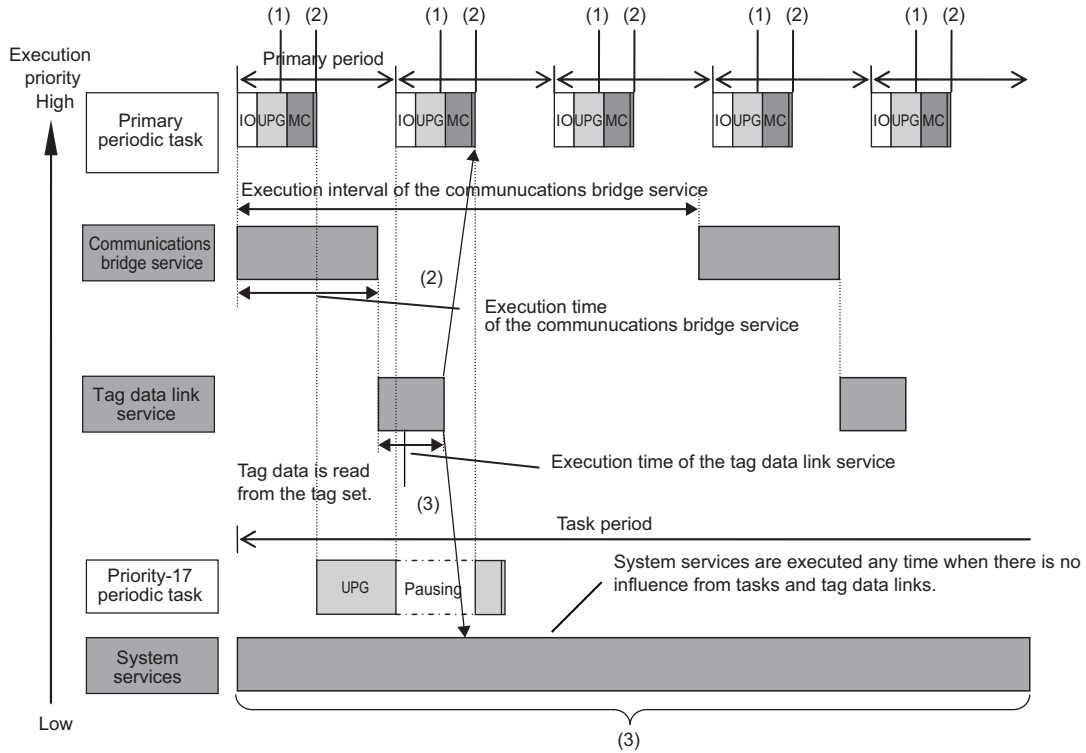 (1) (2) (1) (2) (1) (2) (1) (2) (1) (2)
Execution
priority
High
Primary period
Primary
periodic task
IO UPG MC IO UPG MC IO UPG MC IO UPG MC IO UPG MC
Execution interval of the communucations bridge service
Communications
bridge service
(2)
Execution time
of the communucations bridge service
Tag data link
service
Execution time of the tag data link service
Tag data is read
from the tag set.
(3)
Task period
System services are executed any time when there is no
influence from tasks and tag data links.
Priority-17
periodic task
UPG
Pausing
System
services
Low
(3)